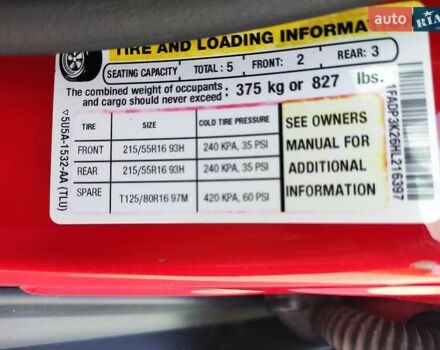 auto RIA
TIRE AND LOADING INFORMA
SEATING CAPACITY TOTAL : 5 FRONT: 2 REAR: 3
The combined weight of occupants and cargo should never exceed : 375 kg or 827 lbs.
TIRE SIZE COLD TIRE PRESSURE
FRONT 215/55R16 93H 240 KPA, 35 PSI
REAR 215/55R16 93H 240 KPA, 35 PSI
SPARE T125/80R16 97M 420 KPA, 60 PSI
SEE OWNERS
MANUAL FOR
ADDITIONAL
INFORMATION
5U5A-1532-AA (TLU)
1FADP3K26HL216397